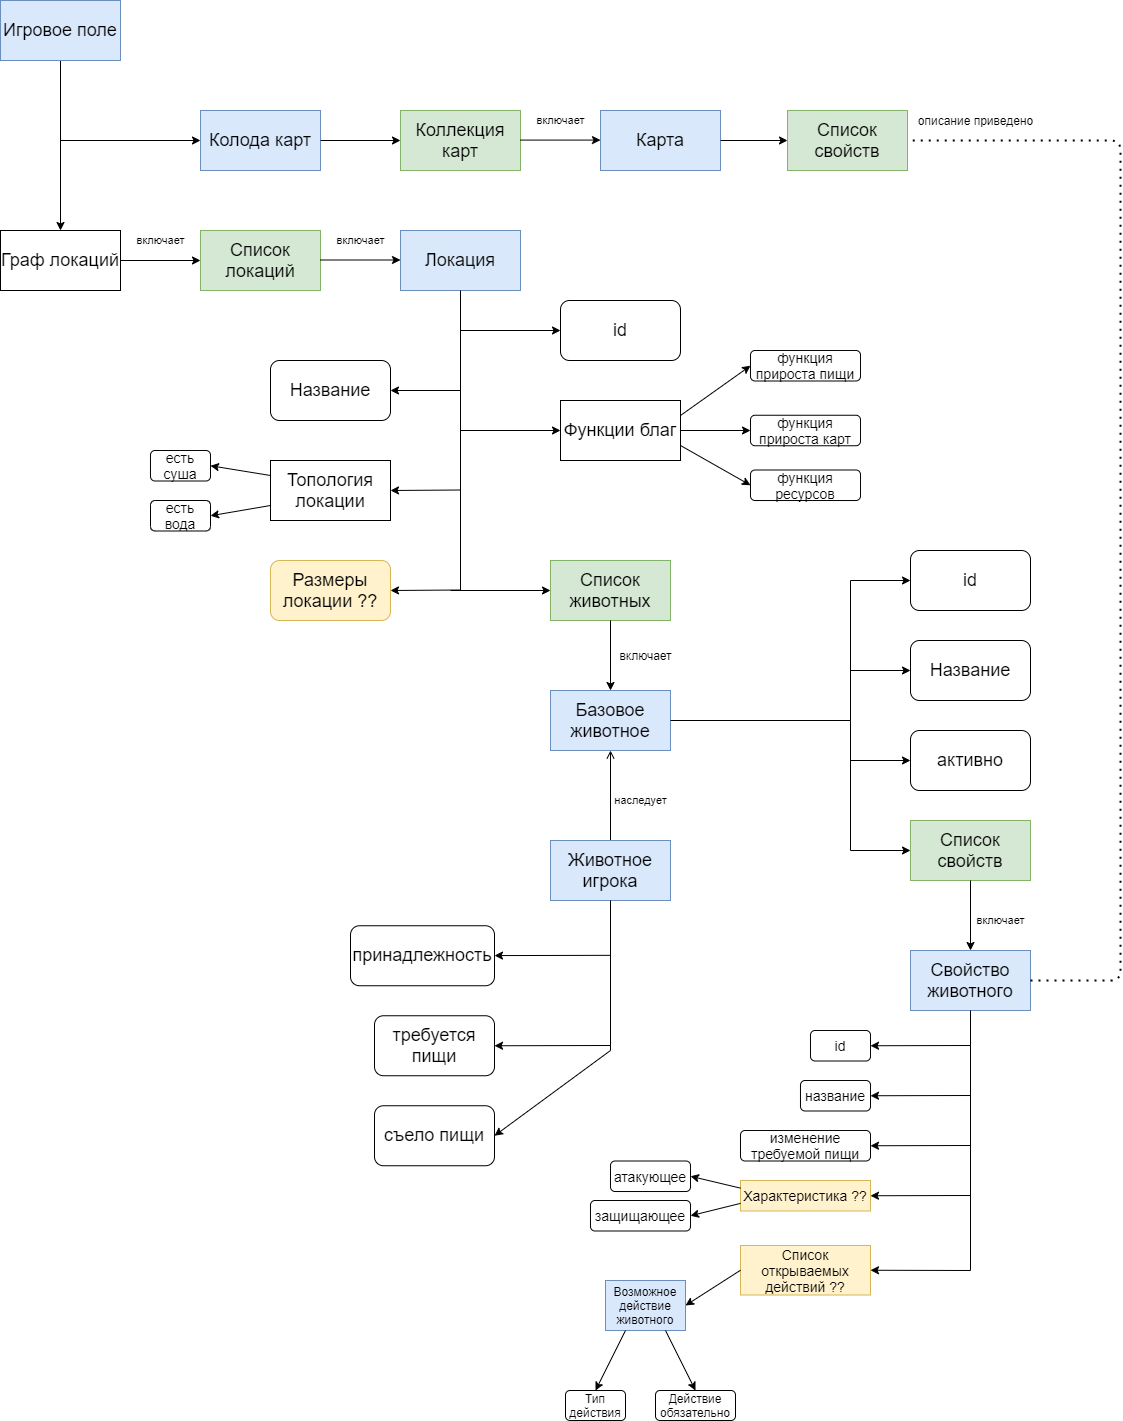 Игровое поле
Колода карт
Коллекция
карт
включает
Карта
Список
свойств
описание приведено
Граф локаций
включает
Список
локаций
включает
Локация
id
Название
функция
прироста пищи
Функции благ
функция
прироста карт
функция
ресурсов
есть
суша
Топология
локации
есть
вода
Размеры
локации ??
Список
животных
id
включает
Название
Базовое
животное
активно
наследует
Животное
игрока
Список
свойств
включает
принадлежность
Свойство
животного
требуется
пищи
id
название
съело пищи
изменение
требуемой пищи
атакующее
Характеристика ??
защищающее
Список
открываемых
действий ??
Возможное
действие
животного
Тип
действия
Действие
обязательно